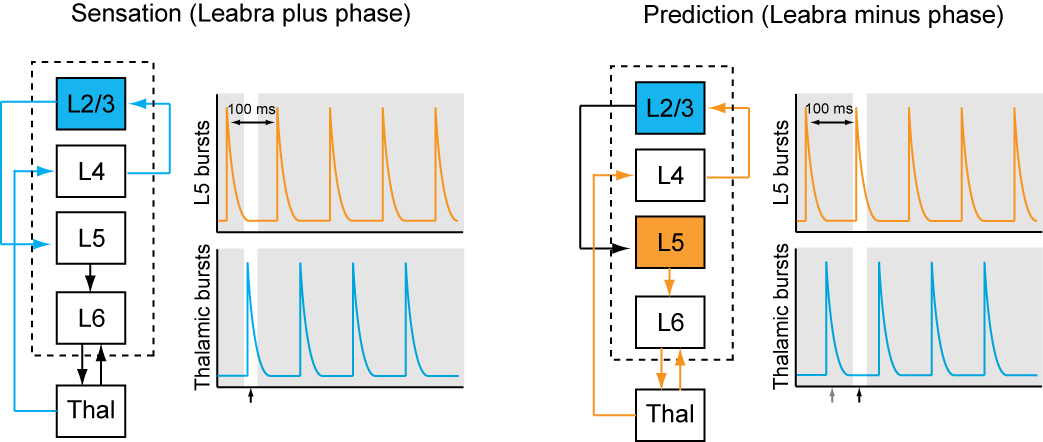 Sensation (Leabra plus phase)
L2/3
L4
L5
L6
Thal
L5 bursts
100 ms
Thalamic bursts
Prediction (Leabra minus phase)
L2/3
L4
L5
L6
Thal
L5 bursts
100 ms
Thalamic bursts